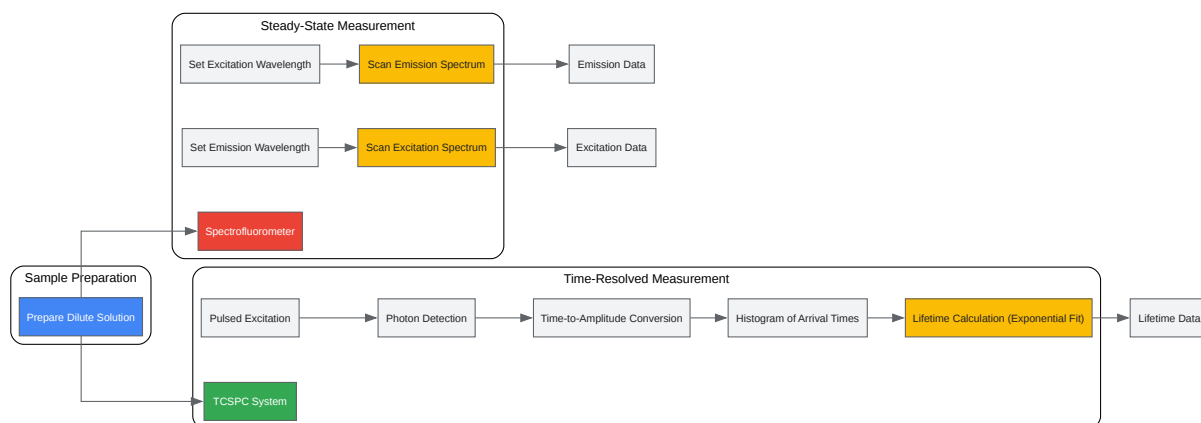 Steady-State Measurement
Set Excitation Wavelength
Scan Emission Spectrum
Emission Data
Set Emission Wavelength
Scan Excitation Spectrum
Excitation Data
Spectrofluorometer
Sample Preparation
Prepare Dilute Solution
Time-Resolved Measurement
Pulsed Excitation
Photon Detection
Time-to-Amplitude Conversion
Histogram of Arrival Times
Lifetime Calculation (Exponential Fit)
Lifetime Data
TCSPC System